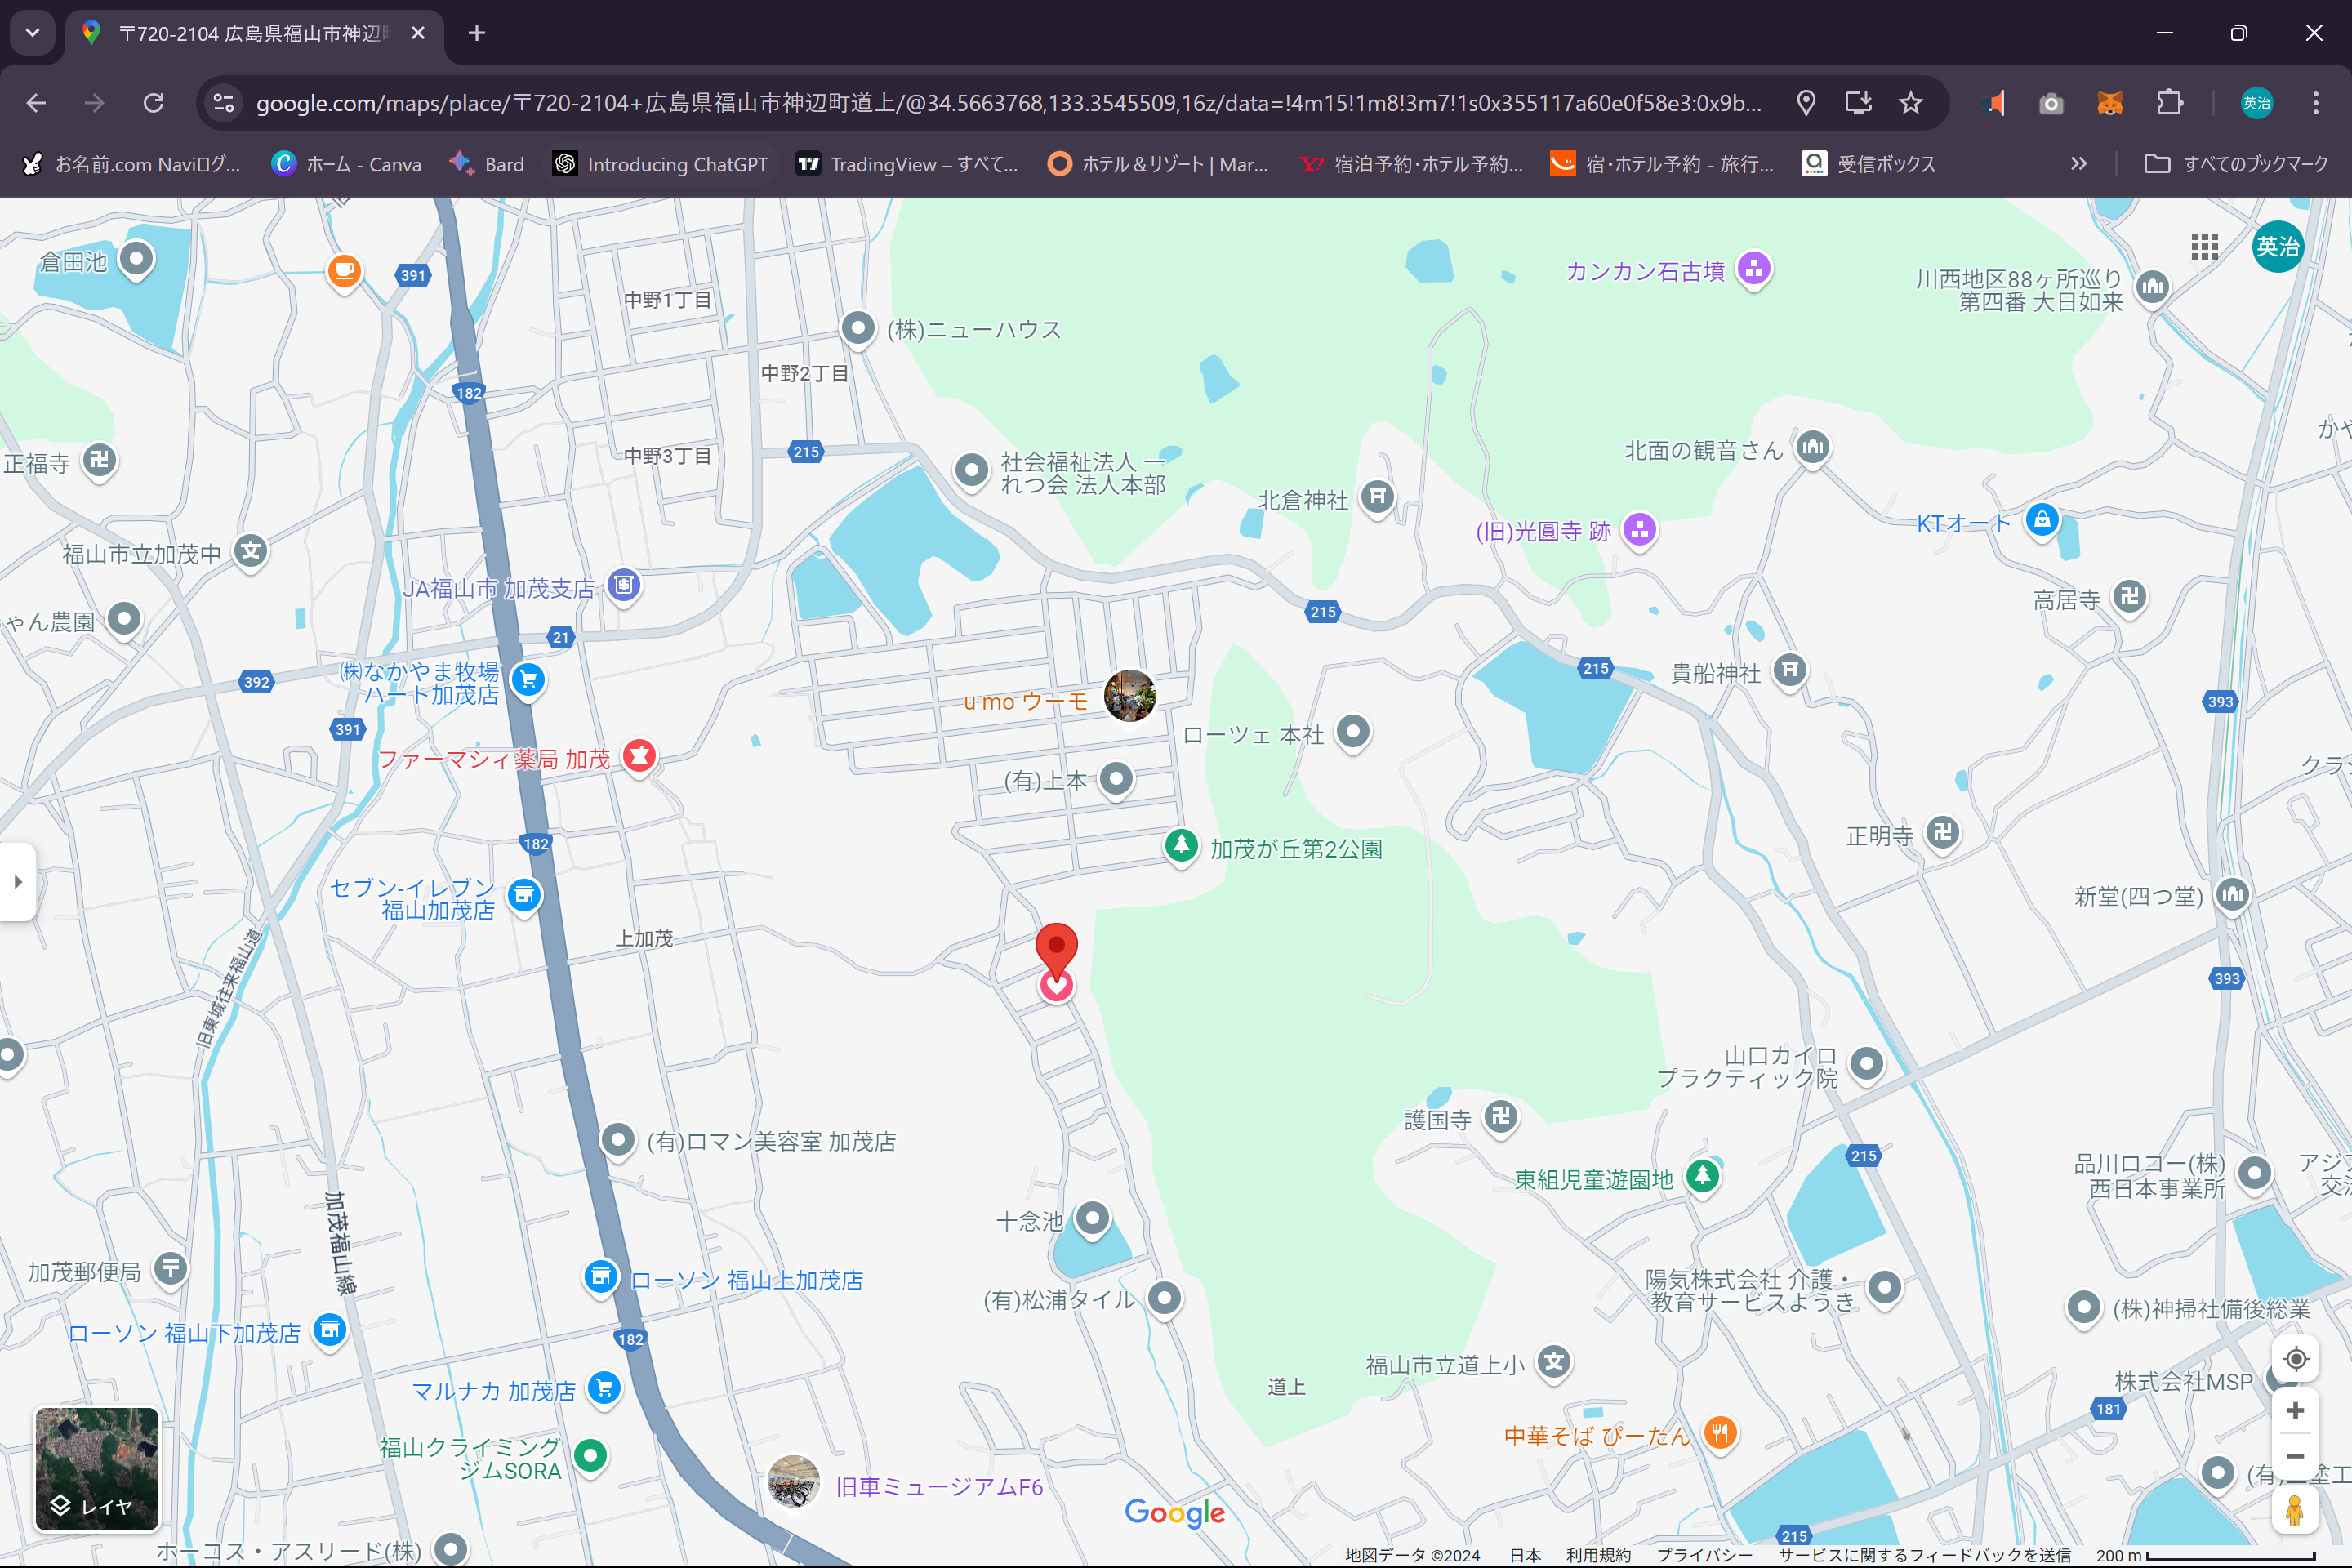 〒720-2104 広島県福山市神辺
google.com/maps/place/〒720-2104+広島県福山市神辺町道上/@34.5663768,133.3545509,16z/data=!4m15!1m8!3m7!1s0x355117a60e0f58e3:0x9b...
英治
お名前.com Naviログ...
ホーム - Canva
Bard
Introducing ChatGPT
TradingView – すべて...
ホテル＆リゾート | Mar...
宿泊予約・ホテル予約...
宿・ホテル予約 - 旅行...
受信ボックス
すべてのブックマーク
英治
倉田池
391
中野1丁目
カンカン石古墳
川西地区88ヶ所巡り
第四番 大日如来
(株)ニューハウス
中野2丁目
182
正福寺
中野3丁目
215
社会福祉法人 一
れつ会 法人本部
北倉神社
北面の観音さん
(旧)光圓寺 跡
KTオート
福山市立加茂中
JA福山市 加茂支店
高居寺
ゃん農園
21
215
392
㈱なかやま牧場
ハート加茂店
215
貴船神社
393
u mo ウーモ
391
ローツェ 本社
ファーマシィ薬局 加茂
(有)上本
クラン
182
加茂が丘第2公園
正明寺
セブン-イレブン
福山加茂店
新堂(四つ堂)
上加茂
旧東城往来福山道
393
山口カイロ
プラクティック院
護国寺
(有)ロマン美容室 加茂店
215
東組児童遊園地
品川ロコー(株)
西日本事業所
アジア
交流
十念池
加茂福山線
加茂郵便局
ローソン 福山上加茂店
陽気株式会社 介護・
教育サービスようき
(有)松浦タイル
(株)神掃社備後総業
ローソン 福山下加茂店
182
福山市立道上小
マルナカ 加茂店
道上
株式会社MSP
181
中華そば ぴーたん
福山クライミング
ジムSORA
旧車ミュージアムF6
レイヤ
Google
215
ホーコス・アスリード(株)
地図データ ©2024 日本 利用規約 プライバシー サービスに関するフィードバックを送信 200 m